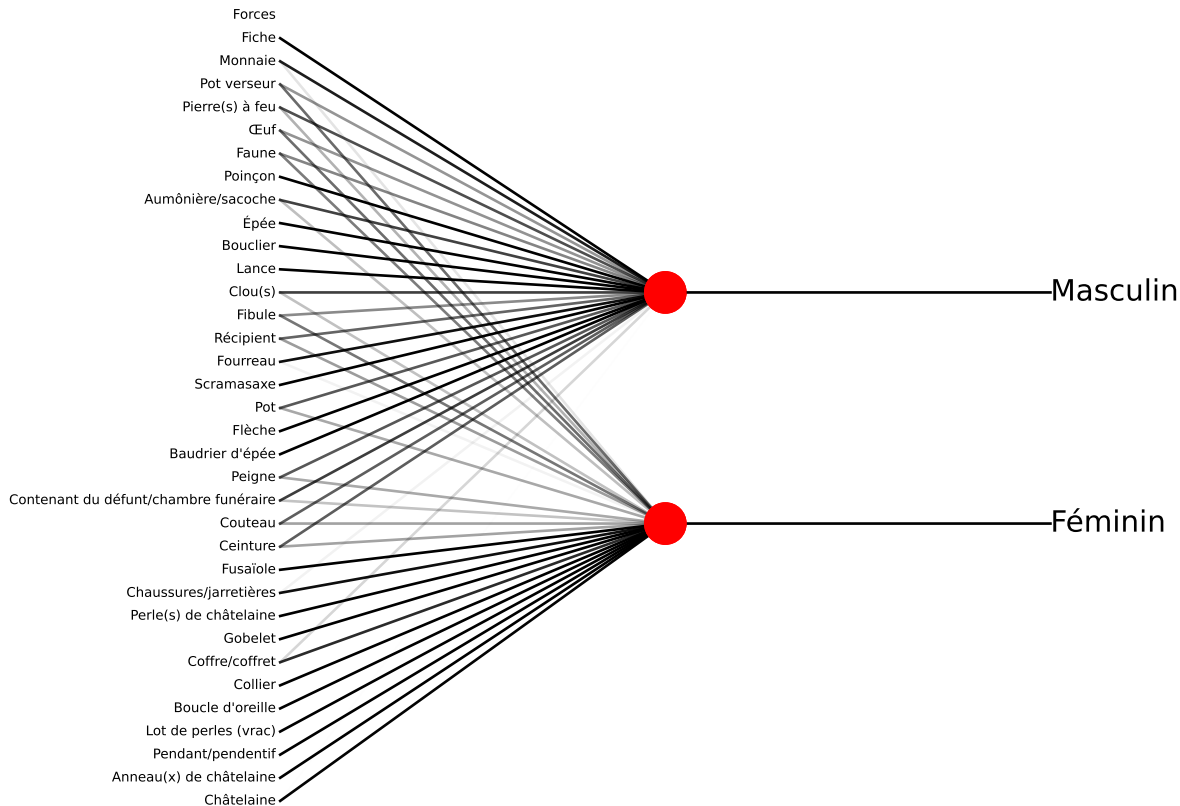 Forces
Fiche
Monnaie
Pot verseur
Pierre(s) à feu
Œuf
Faune
Poinçon
Aumônière/sacoche
Épée
Bouclier
Lance
Clou(s)
Fibule
Récipient
Fourreau
Scramasaxe
Pot
Flèche
Baudrier d'épée
Peigne
Contenant du défunt/chambre funéraire
Couteau
Ceinture
Fusaïole
Chaussures/jarretières
Perle(s) de châtelaine
Gobelet
Coffre/coffret
Collier
Boucle d'oreille
Lot de perles (vrac)
Pendant/pendentif
Anneau(x) de châtelaine
Châtelaine
Masculin
Féminin